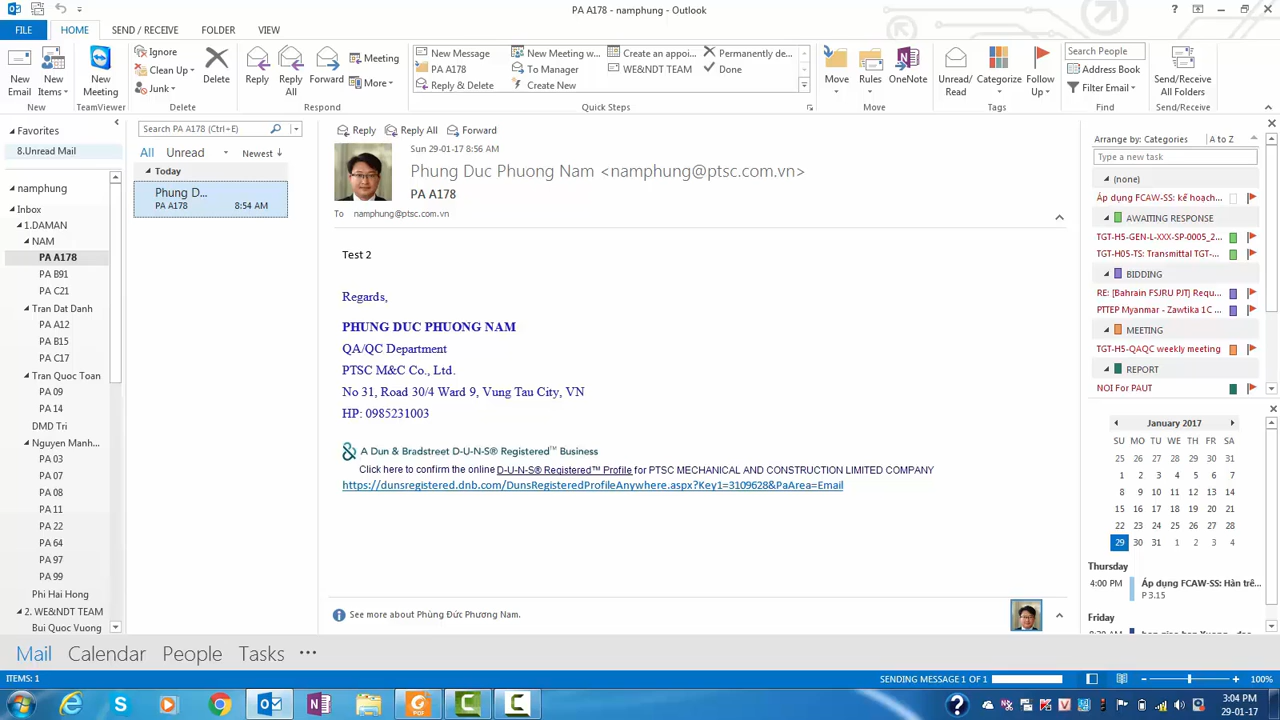 PA A178 - namphung - Outlook
FILE
HOME
SEND / RECEIVE
FOLDER
VIEW
New Email
New Items
New
New Meeting
TeamViewer
Ignore
Clean Up
Junk
Delete
Delete
Reply
Reply All
Forward
Meeting
More
Respond
New Message
PA A178
Reply & Delete
New Meeting w...
To Manager
Create New
Create an appoi...
WE&NDT TEAM
Permanently de...
Done
Quick Steps
Move
Rules
OneNote
Move
Unread/ Read
Categorize
Follow Up
Tags
Search People
Address Book
Filter Email
Find
Send/Receive All Folders
Send/Receive
Favorites
8.Unread Mail
namphung
Inbox
1.DAMAN
NAM
PA A178
PA B91
PA C21
Tran Dat Danh
PA A12
PA B15
PA C17
Tran Quoc Toan
PA 09
PA 14
DMD Tri
Nguyen Manh...
PA 03
PA 07
PA 08
PA 11
PA 22
PA 64
PA 97
PA 99
Phi Hai Hong
2. WE&NDT TEAM
Bui Quoc Vuong
Search PA A178 (Ctrl+E)
All
Unread
Newest
Today
Phung D...
PA A178 8:54 AM
Reply
Reply All
Forward
Sun 29-01-17 8:56 AM
Phung Duc Phuong Nam <namphung@ptsc.com.vn>
PA A178
To namphung@ptsc.com.vn
Test 2
Regards,
PHUNG DUC PHUONG NAM
QA/QC Department
PTSC M&C Co., Ltd.
No 31, Road 30/4 Ward 9, Vung Tau City, VN
HP: 0985231003
A Dun & Bradstreet D-U-N-S® Registered™ Business
Click here to confirm the online D-U-N-S® Registered™ Profile for PTSC MECHANICAL AND CONSTRUCTION LIMITED COMPANY
https://dunsregistered.dnb.com/DunsRegisteredProfileAnywhere.aspx?Key1=3109628&PaArea=Email
See more about Phùng Đức Phương Nam.
Arrange by: Categories
A to Z
Type a new task
(none)
Áp dụng FCAW-SS: kế hoạch...
AWAITING RESPONSE
TGT-H5-GEN-L-XXX-SP-0005_2...
TGT-H05-TS: Transmittal TGT-...
BIDDING
RE: [Bahrain FSJRU PJT] Requ...
PTTEP Myanmar - Zawtika 1C ...
MEETING
TGT-H5-QAQC weekly meeting
REPORT
NOI For PAUT
January 2017
SU MO TU WE TH FR SA
25 26 27 28 29 30 31
1 2 3 4 5 6 7
8 9 10 11 12 13 14
15 16 17 18 19 20 21
22 23 24 25 26 27 28
29 30 31 1 2 3 4
Thursday
4:00 PM Áp dụng FCAW-SS: Hàn trê...
P 3.15
Friday
Mail
Calendar
People
Tasks
ITEMS: 1
SENDING MESSAGE 1 OF 1
100%
PDF
3:04 PM
29-01-17